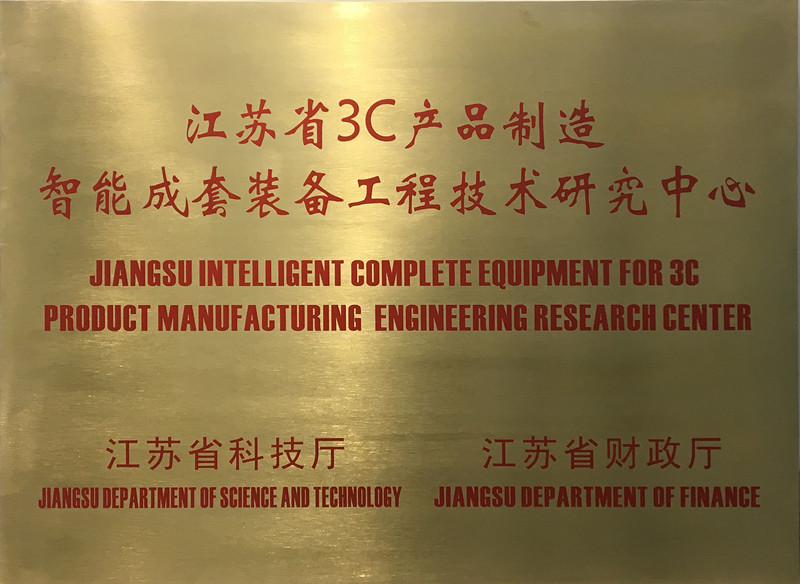 江苏省3C产品制造
智能成套装备工程技术研究中心
JIANGSU INTELLIGENT COMPLETE EQUIPMENT FOR 3C
PRODUCT MANUFACTURING ENGINEERING RESEARCH CENTER
江苏省科技厅 江苏省财政厅
JIANGSU DEPARTMENT OF SCIENCE AND TECHNOLOGY JIANGSU DEPARTMENT OF FINANCE